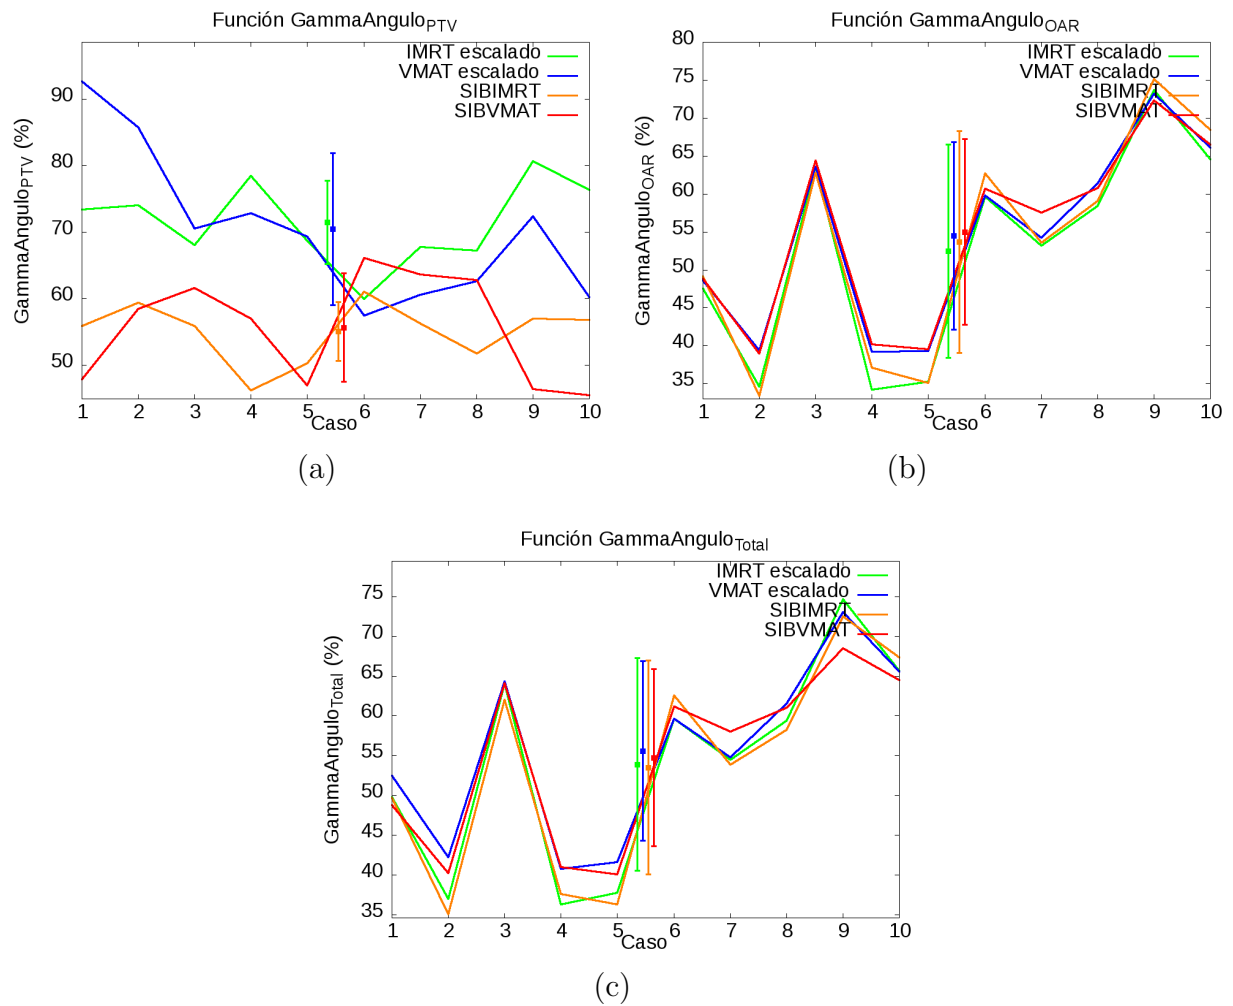 Función GammaAngulo_PTV
GammaAngulo_PTV (%)
90
80
70
60
50
IMRT escalado
VMAT escalado
SIBIMRT
SIBVMAT
1 2 3 4 5 6 7 8 9 10
Caso
(a)
Función GammaAngulo_OAR
GammaAngulo_OAR (%)
80
75
70
65
60
55
50
45
40
35
IMRT escalado
VMAT escalado
SIBIMRT
SIBVMAT
1 2 3 4 5 6 7 8 9 10
Caso
(b)
Función GammaAngulo_Total
GammaAngulo_Total (%)
75
70
65
60
55
50
45
40
35
IMRT escalado
VMAT escalado
SIBIMRT
SIBVMAT
1 2 3 4 5 6 7 8 9 10
Caso
(c)